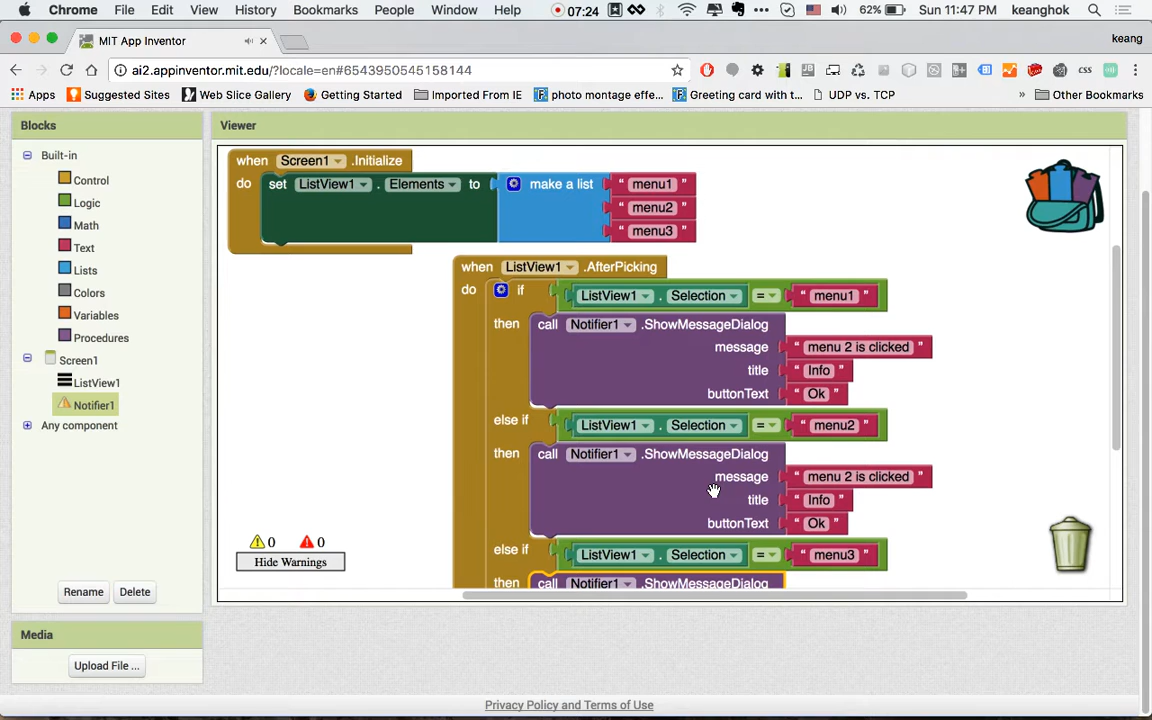 Chrome File Edit View History Bookmarks People Window Help 07:24 62% Sun 11:47 PM keanghok
MIT App Inventor keang
ai2.appinventor.mit.edu/?locale=en#6543950545158144
Apps Suggested Sites Web Slice Gallery Getting Started Imported From IE photo montage effe... Greeting card with t... UDP vs. TCP » Other Bookmarks
Blocks
Viewer
Built-in
Control
Logic
Math
Text
Lists
Colors
Variables
Procedures
Screen1
ListView1
Notifier1
Any component
Rename Delete
Media
Upload File ...
when Screen1 .Initialize
do set ListView1 . Elements to make a list " menu1 "
" menu2 "
" menu3 "
when ListView1 .AfterPicking
do if ListView1 . Selection = " menu1 "
then call Notifier1 .ShowMessageDialog
message " menu 2 is clicked "
title " Info "
buttonText " Ok "
else if ListView1 . Selection = " menu2 "
then call Notifier1 .ShowMessageDialog
message " menu 2 is clicked "
title " Info "
buttonText " Ok "
else if ListView1 . Selection = " menu3 "
then call Notifier1 .ShowMessageDialog
0 0
Hide Warnings
Privacy Policy and Terms of Use